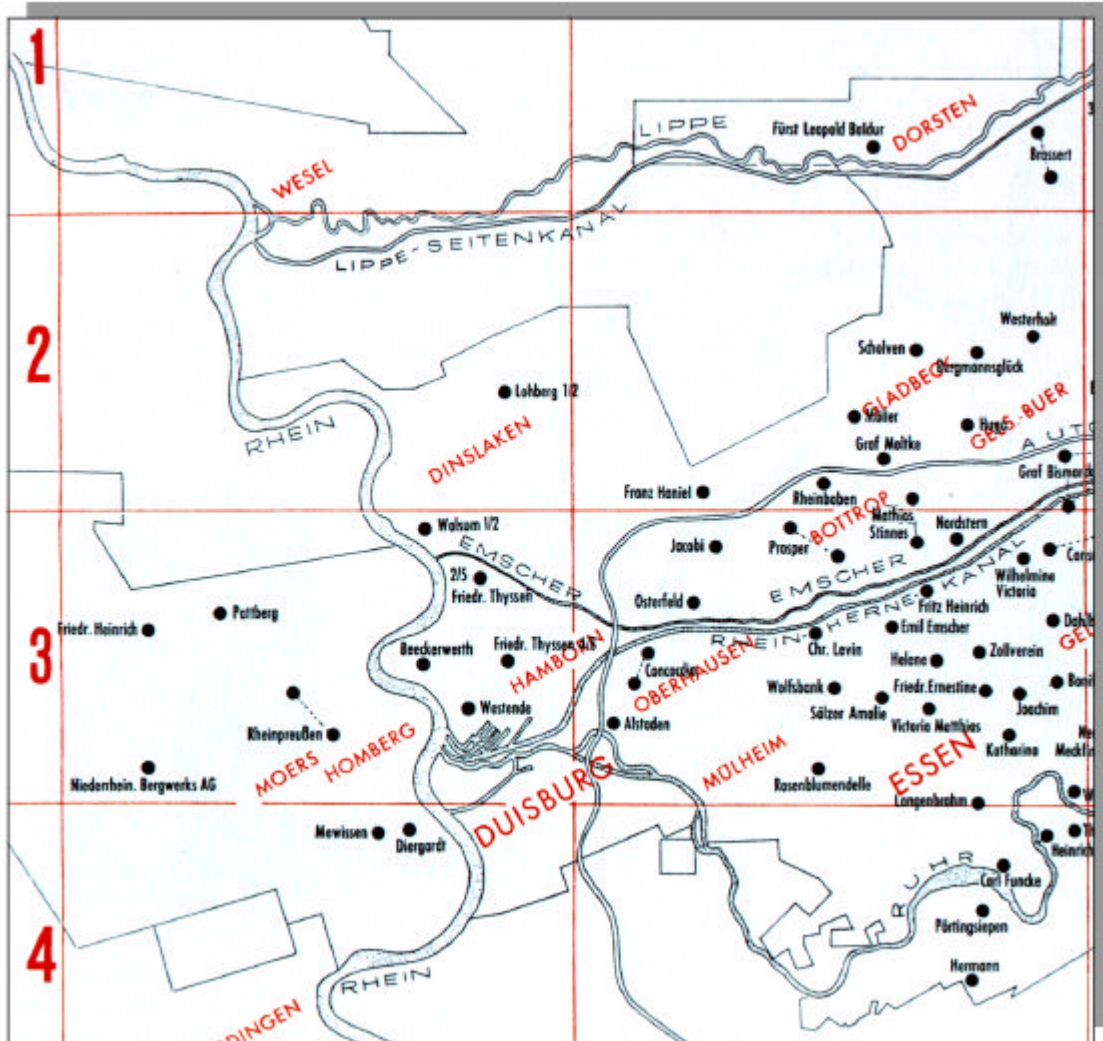 1
LIPPE
Fürst Leopold Baldur
DORSTEN
Brassert
WESEL
LIPPE-SEITENKANAL
2
Westerholt
Scholven
Bergmannsglück
Lohberg 1/2
GLADBECK
Möller
Hugo
GELS.-BUER
RHEIN
DINSLAKEN
Graf Moltke
AUTO
Graf Bismarck
Franz Haniel
Rheinbaben
BOTTROP
Walsum 1/2
Mathias
Stinnes
Nordstern
EMSCHER
Jacobi
Prosper
2/5
Friedr. Thyssen
EMSCHER
Wilhelmine
Victoria
Osterfeld
RHEIN-HERNE-KANAL
Fritz Heinrich
Pattberg
Friedr. Heinrich
3
Emil Emscher
Beeckerwerth
Friedr. Thyssen 4/8
HAMBORN
Concordia
OBERHAUSEN
Chr. Levin
Helene
Zollverein
Wolfsbank
Sälzer Amalie
Friedr.Ernestine
Joachim
Westende
Alstaden
Victoria Matthias
Rheinpreußen
MOERS
HOMBERG
Katharina
Niederrhein. Bergwerks AG
DUISBURG
MÜLHEIM
Rosenblumendelle
ESSEN
Langenbrahm
Mewissen
Diergardt
Heinrich
RUHR
Carl Funcke
Pörtingsiepen
4
RHEIN
Hermann
RDINGEN